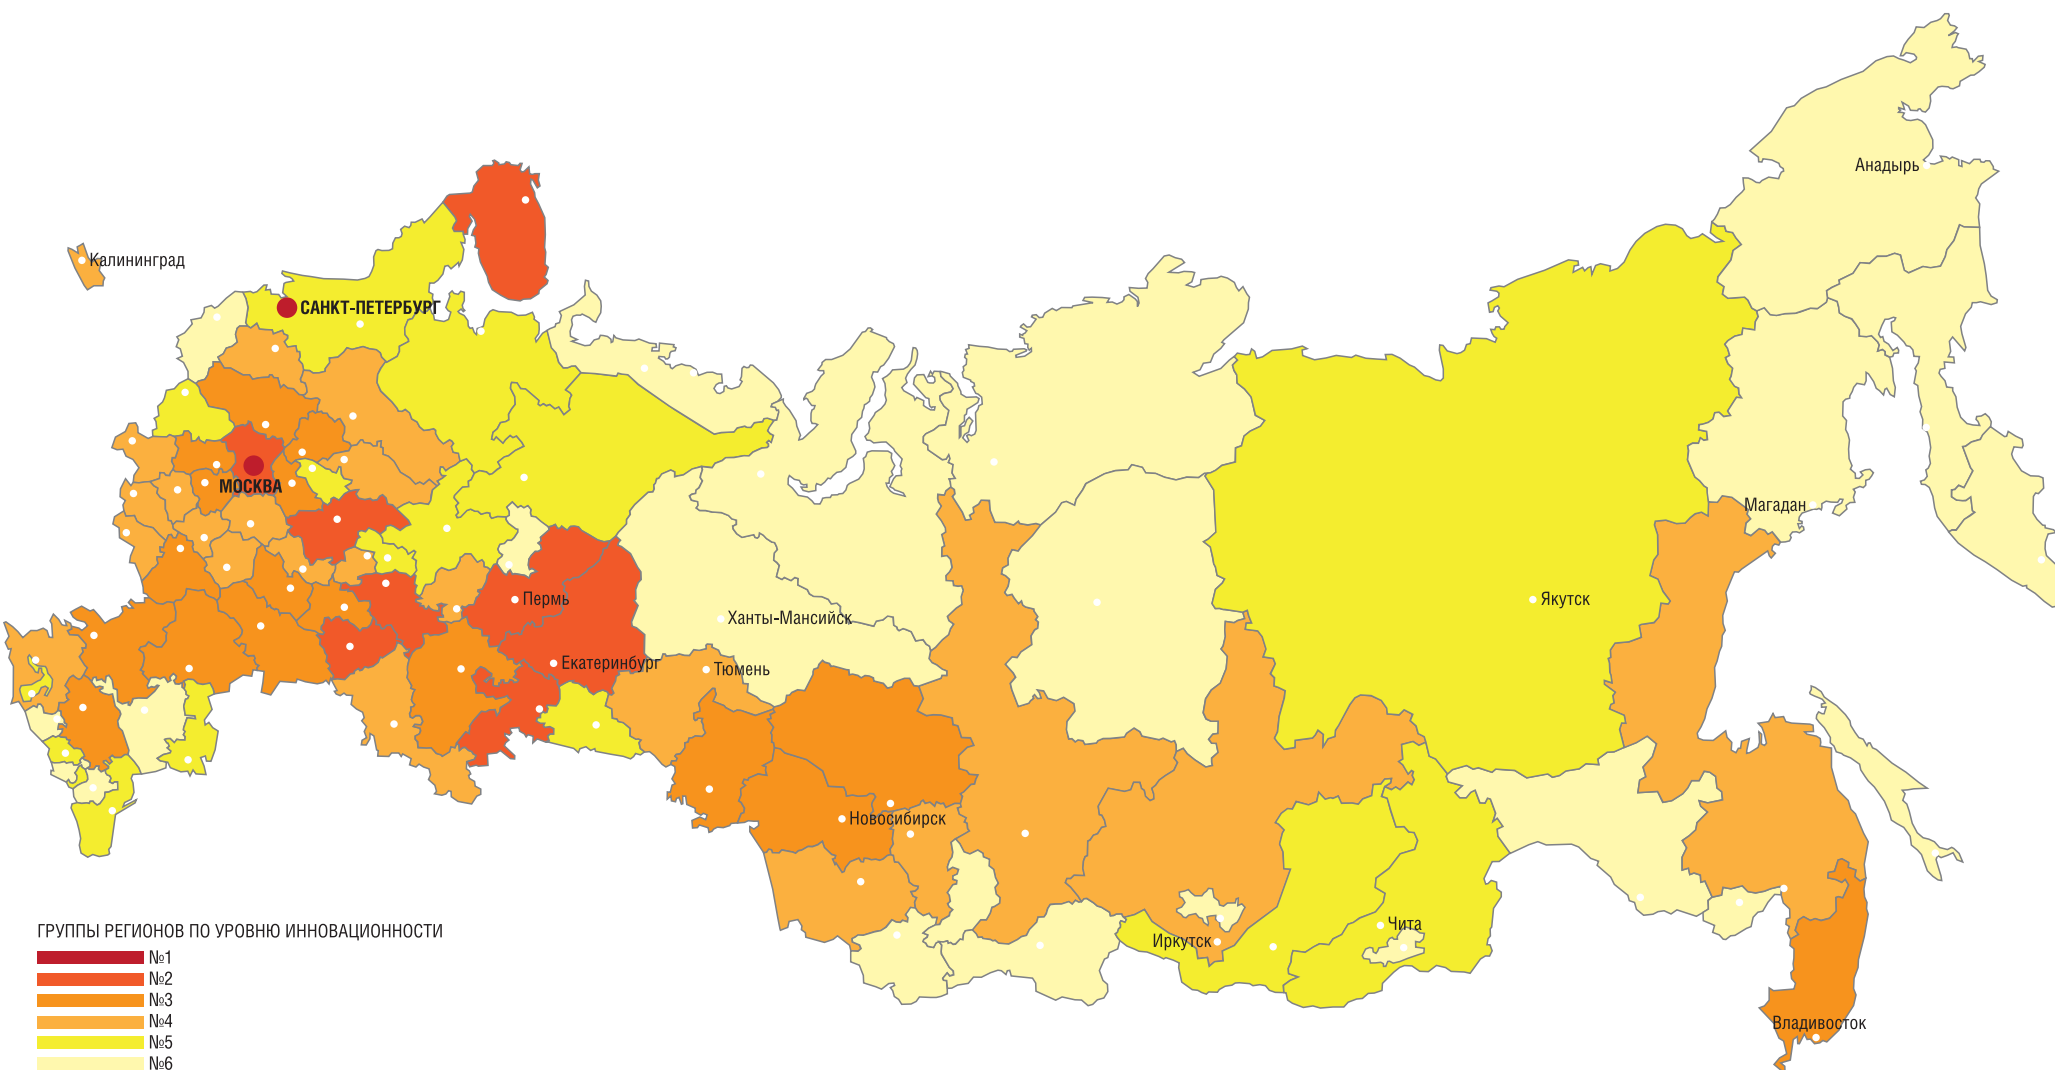 Анадырь
Калининград
САНКТ-ПЕТЕРБУРГ
МОСКВА
Магадан
Пермь
Якутск
Ханты-Мансийск
Екатеринбург
Тюмень
Новосибирск
Чита
Иркутск
Владивосток
ГРУППЫ РЕГИОНОВ ПО УРОВНЮ ИННОВАЦИОННОСТИ
№1
№2
№3
№4
№5
№6